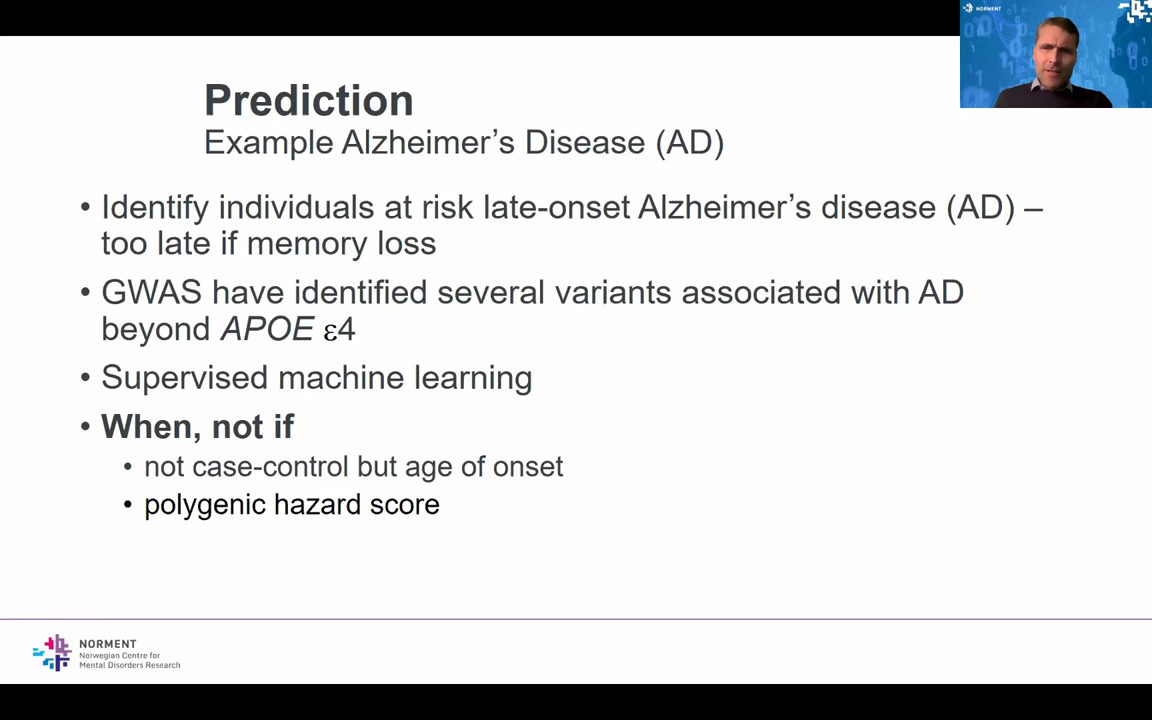 NORMENT
Prediction
Example Alzheimer's Disease (AD)
• Identify individuals at risk late-onset Alzheimer's disease (AD) –
too late if memory loss
• GWAS have identified several variants associated with AD
beyond APOE ε4
• Supervised machine learning
• When, not if
• not case-control but age of onset
• polygenic hazard score
NORMENT
Norwegian Centre for
Mental Disorders Research